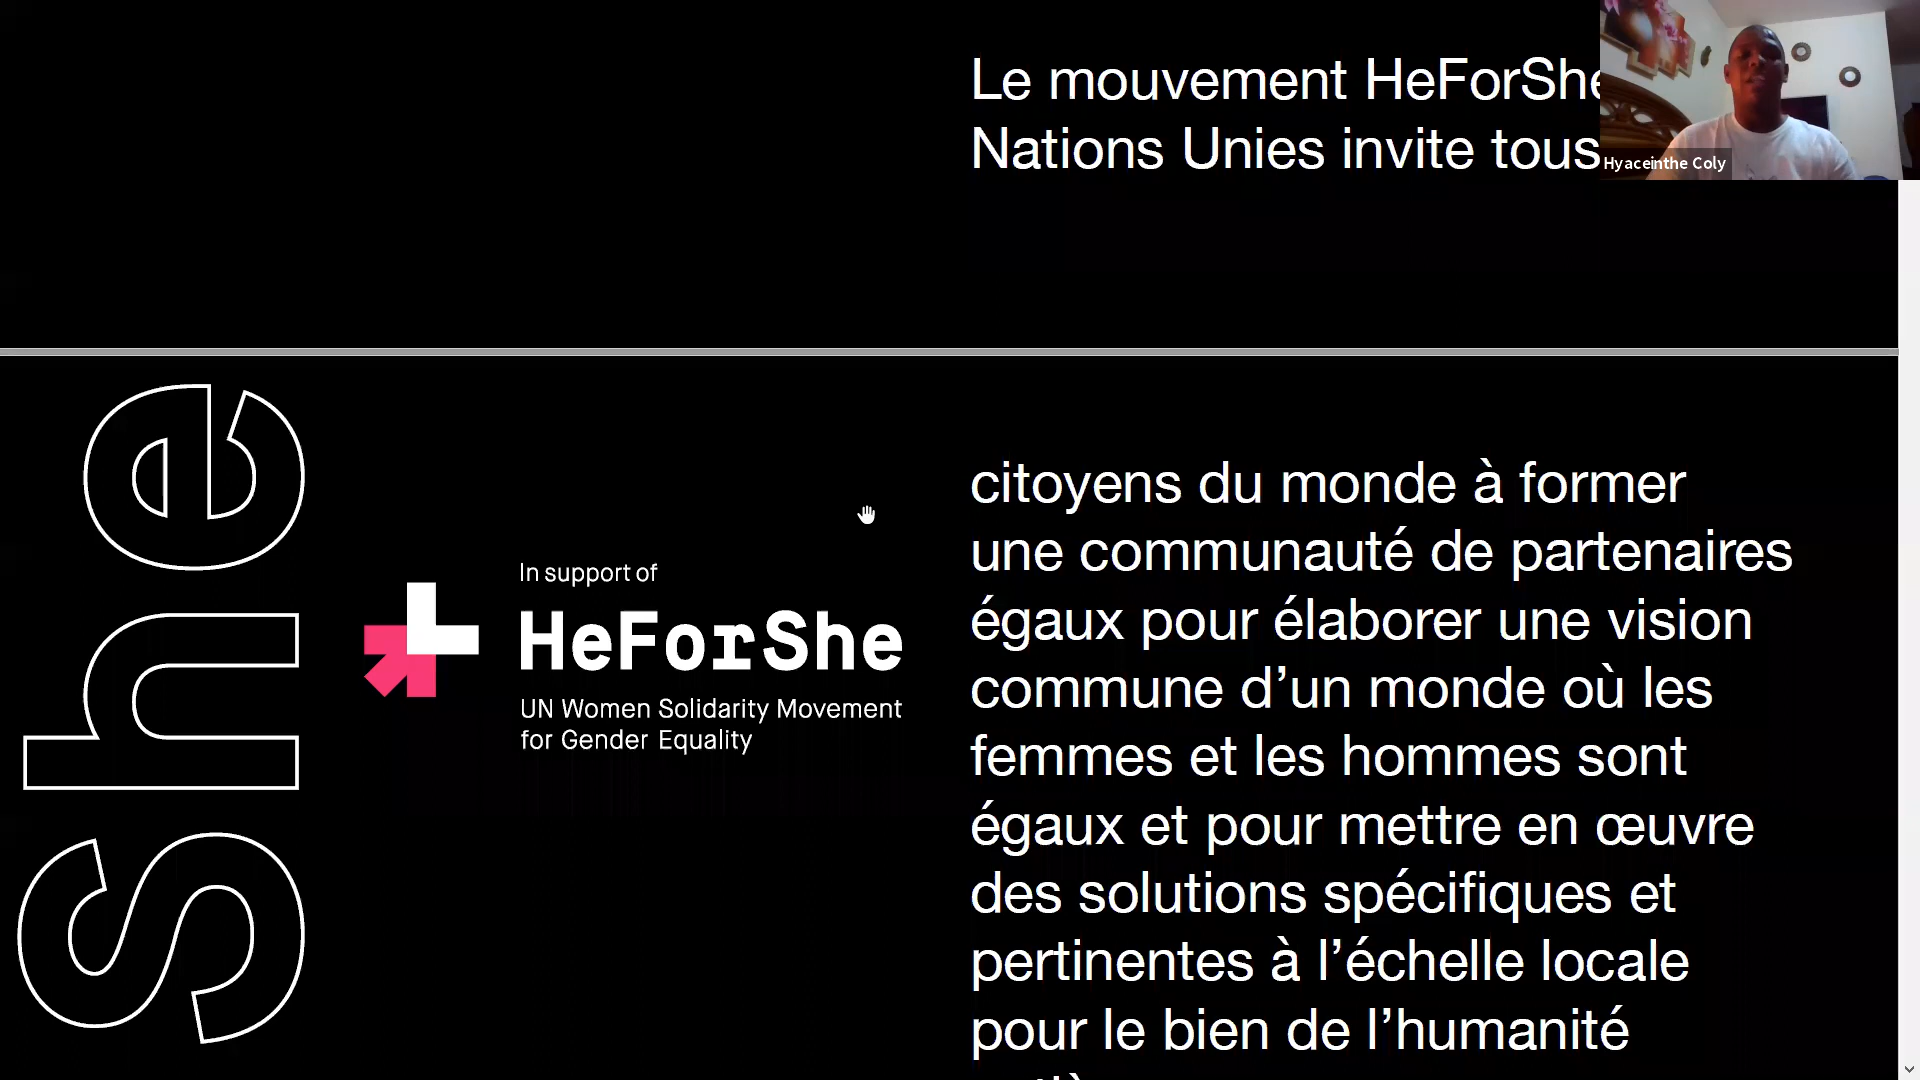 Le mouvement HeForShe
Nations Unies invite tous
Hyaceinthe Coly
She
In support of
HeForShe
UN Women Solidarity Movement
for Gender Equality
citoyens du monde à former
une communauté de partenaires
égaux pour élaborer une vision
commune d’un monde où les
femmes et les hommes sont
égaux et pour mettre en œuvre
des solutions spécifiques et
pertinentes à l’échelle locale
pour le bien de l’humanité